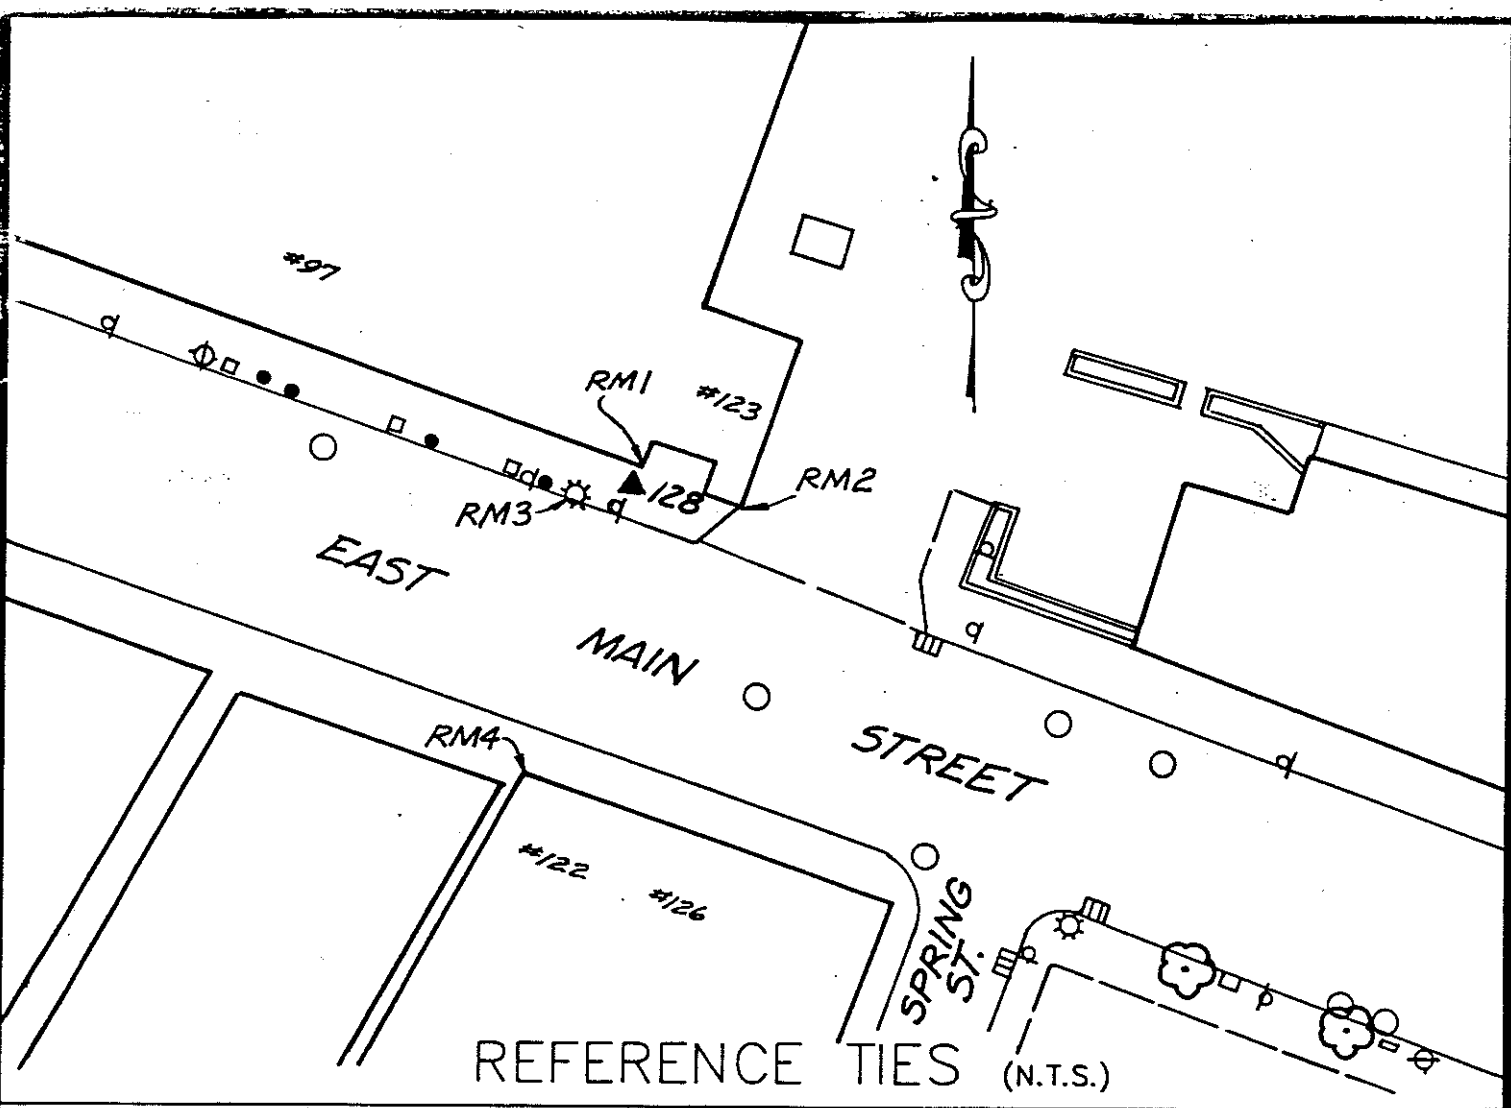 #97
RM1
#123
RM2
128
RM3
EAST
MAIN
STREET
RM4
#122
#126
SPRING
ST.
REFERENCE TIES (N.T.S.)